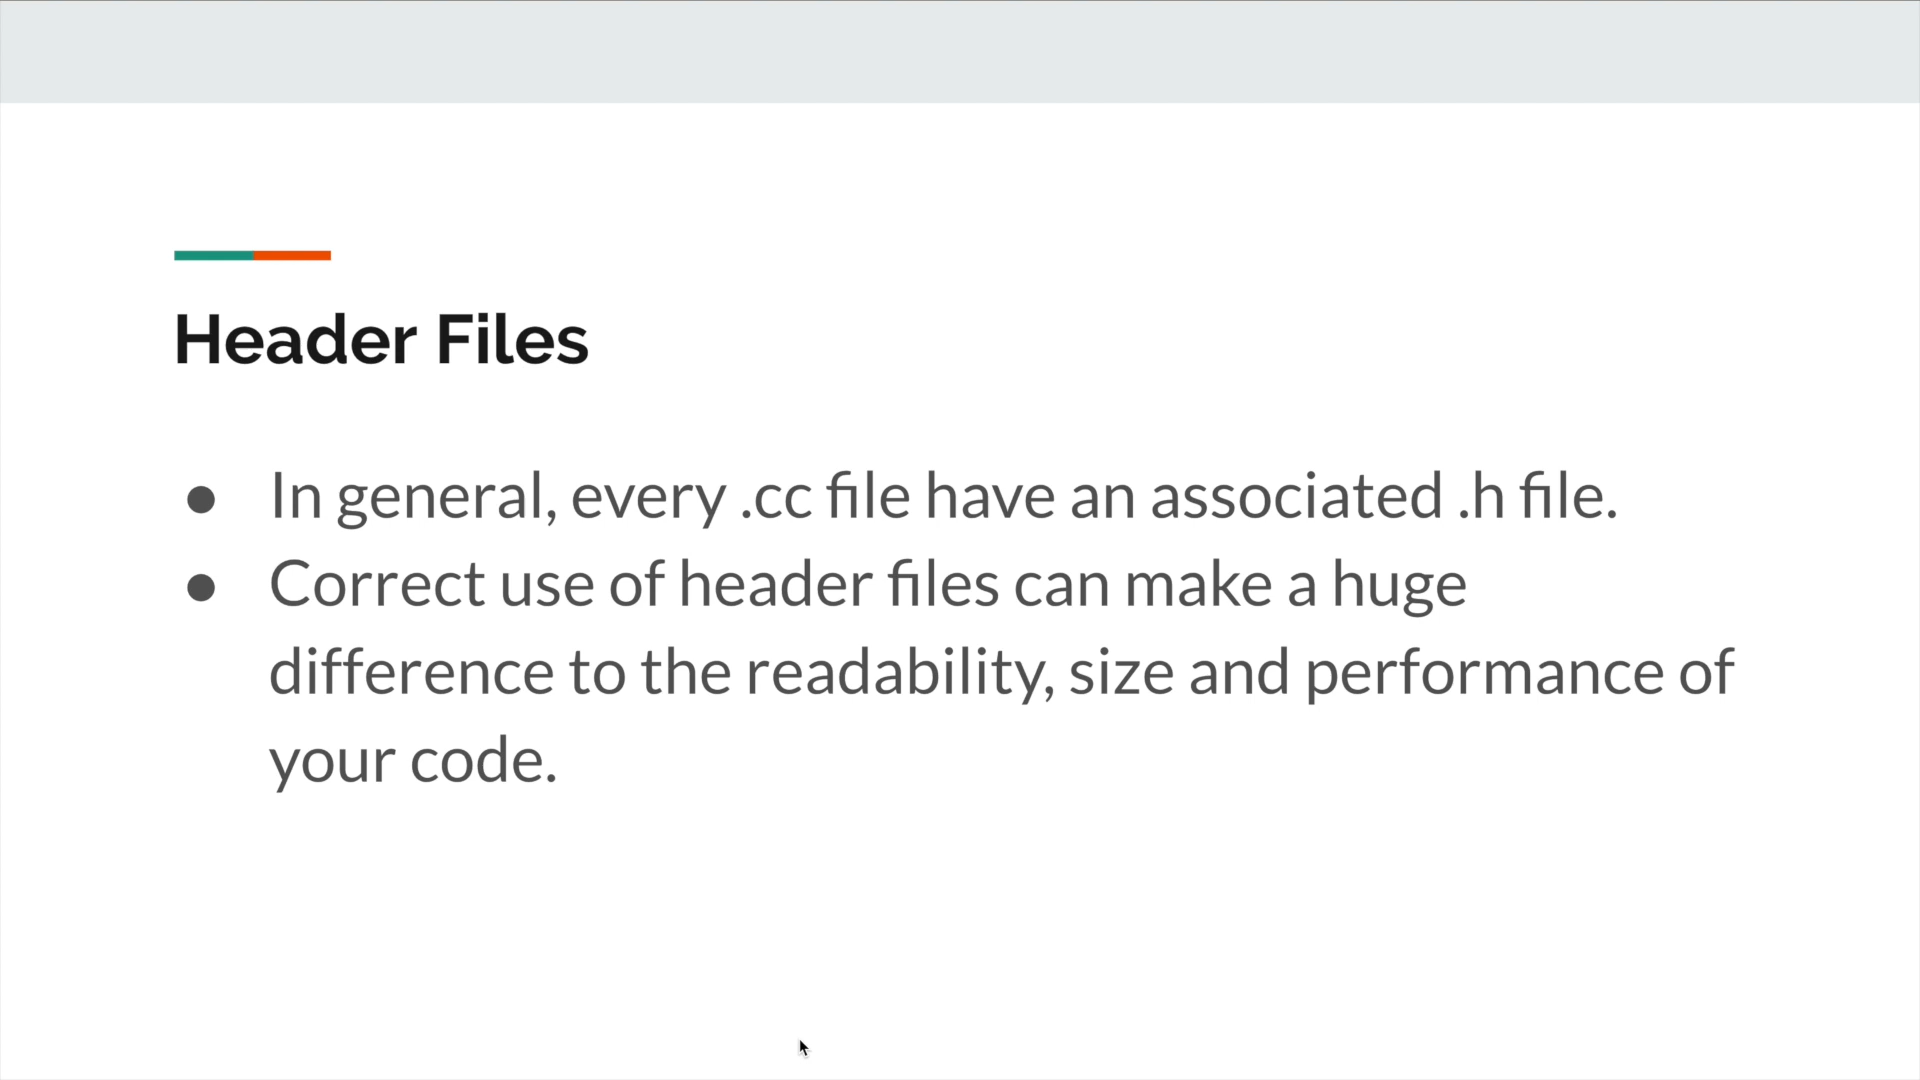 Header Files
● In general, every .cc file have an associated .h file.
● Correct use of header files can make a huge
difference to the readability, size and performance of
your code.